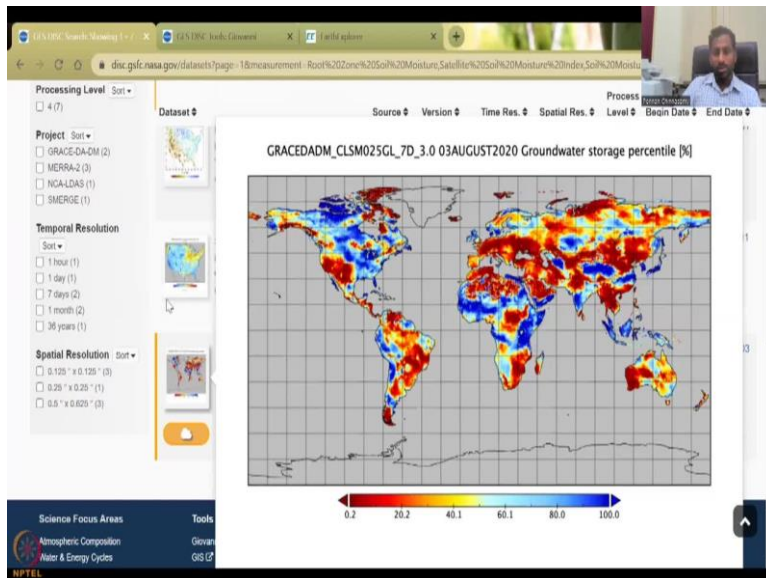 GES DISC Search: Showing 1 -
GES DISC Tools: Giovanni
EarthExplorer
disc.gsfc.nasa.gov/datasets?page=1&measurement=Root%20Zone%20Soil%20Moisture,Satellite%20Soil%20Moisture%20Index,Soil%20Moistu
Processing Level Sort
4 (7)
Project Sort
GRACE-DA-DM (2)
MERRA-2 (3)
NCA-LDAS (1)
SMERGE (1)
Temporal Resolution
Sort
1 hour (1)
1 day (1)
7 days (2)
1 month (2)
36 years (1)
Spatial Resolution Sort
0.125 ° x 0.125 ° (3)
0.25 ° x 0.25 ° (1)
0.5 ° x 0.625 ° (3)
Dataset Source Version Time Res. Spatial Res. Process Level Begin Date End Date
GRACEDADM_CLSM025GL_7D_3.0 03AUGUST2020 Groundwater storage percentile [%]
0.2 20.2 40.1 60.1 80.0 100.0
Science Focus Areas
Atmospheric Composition
Water & Energy Cycles
Tools
Giovan
GIS
NPTEL